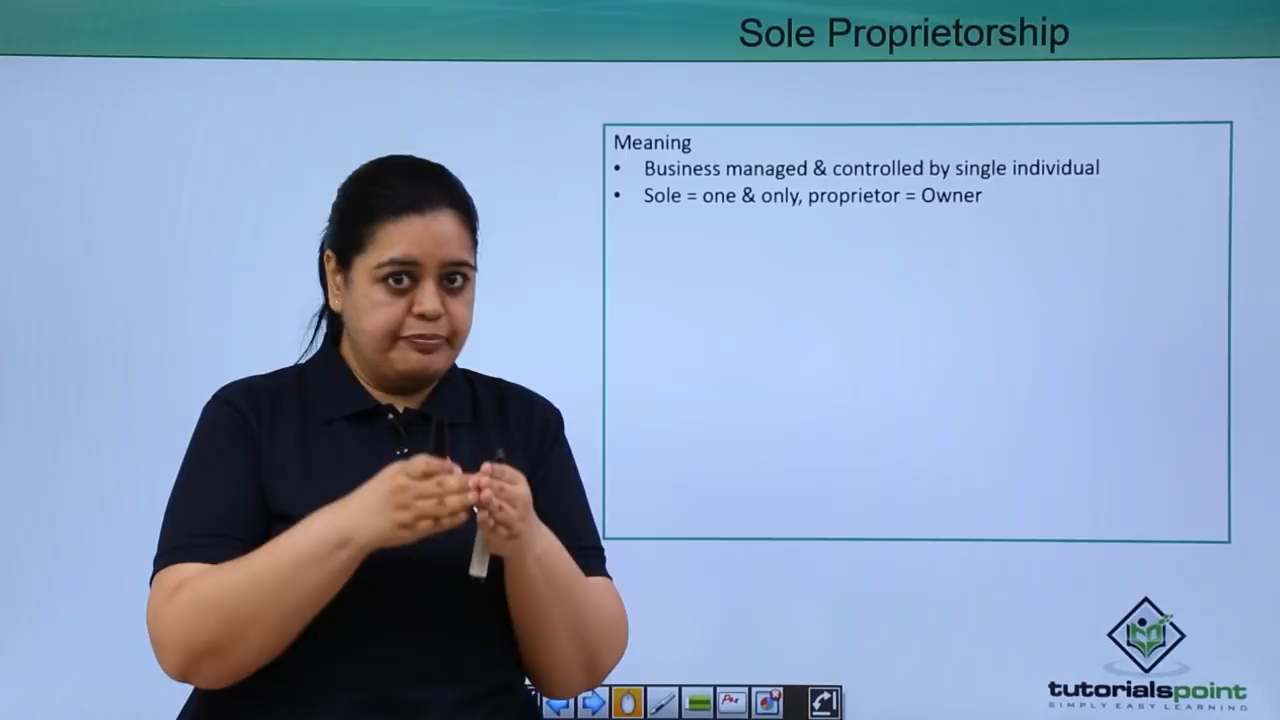 Sole Proprietorship
Meaning
• Business managed & controlled by single individual
• Sole = one & only, proprietor = Owner
tutorialspoint
SIMPLY EASY LEARNING